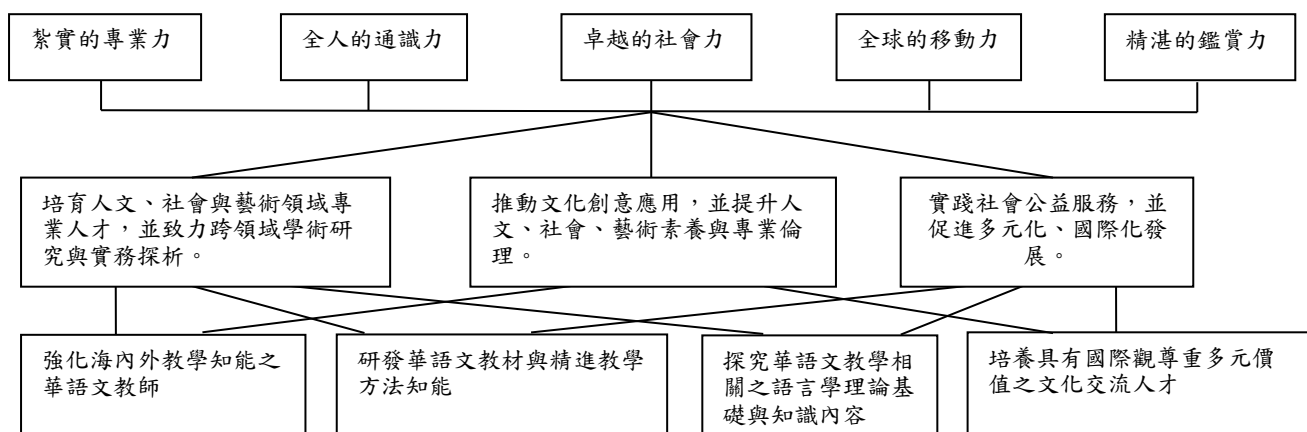 紮實的專業力
全人的通識力
卓越的社會力
全球的移動力
精湛的鑑賞力
培育人文、社會與藝術領域專
業人才，並致力跨領域學術研
究與實務探析。
推動文化創意應用，並提升人
文、社會、藝術素養與專業倫
理。
實踐社會公益服務，並
促進多元化、國際化發
展。
強化海內外教學知能之
華語文教師
研發華語文教材與精進教學
方法知能
探究華語文教學相
關之語言學理論基
礎與知識內容
培養具有國際觀尊重多元價
值之文化交流人才